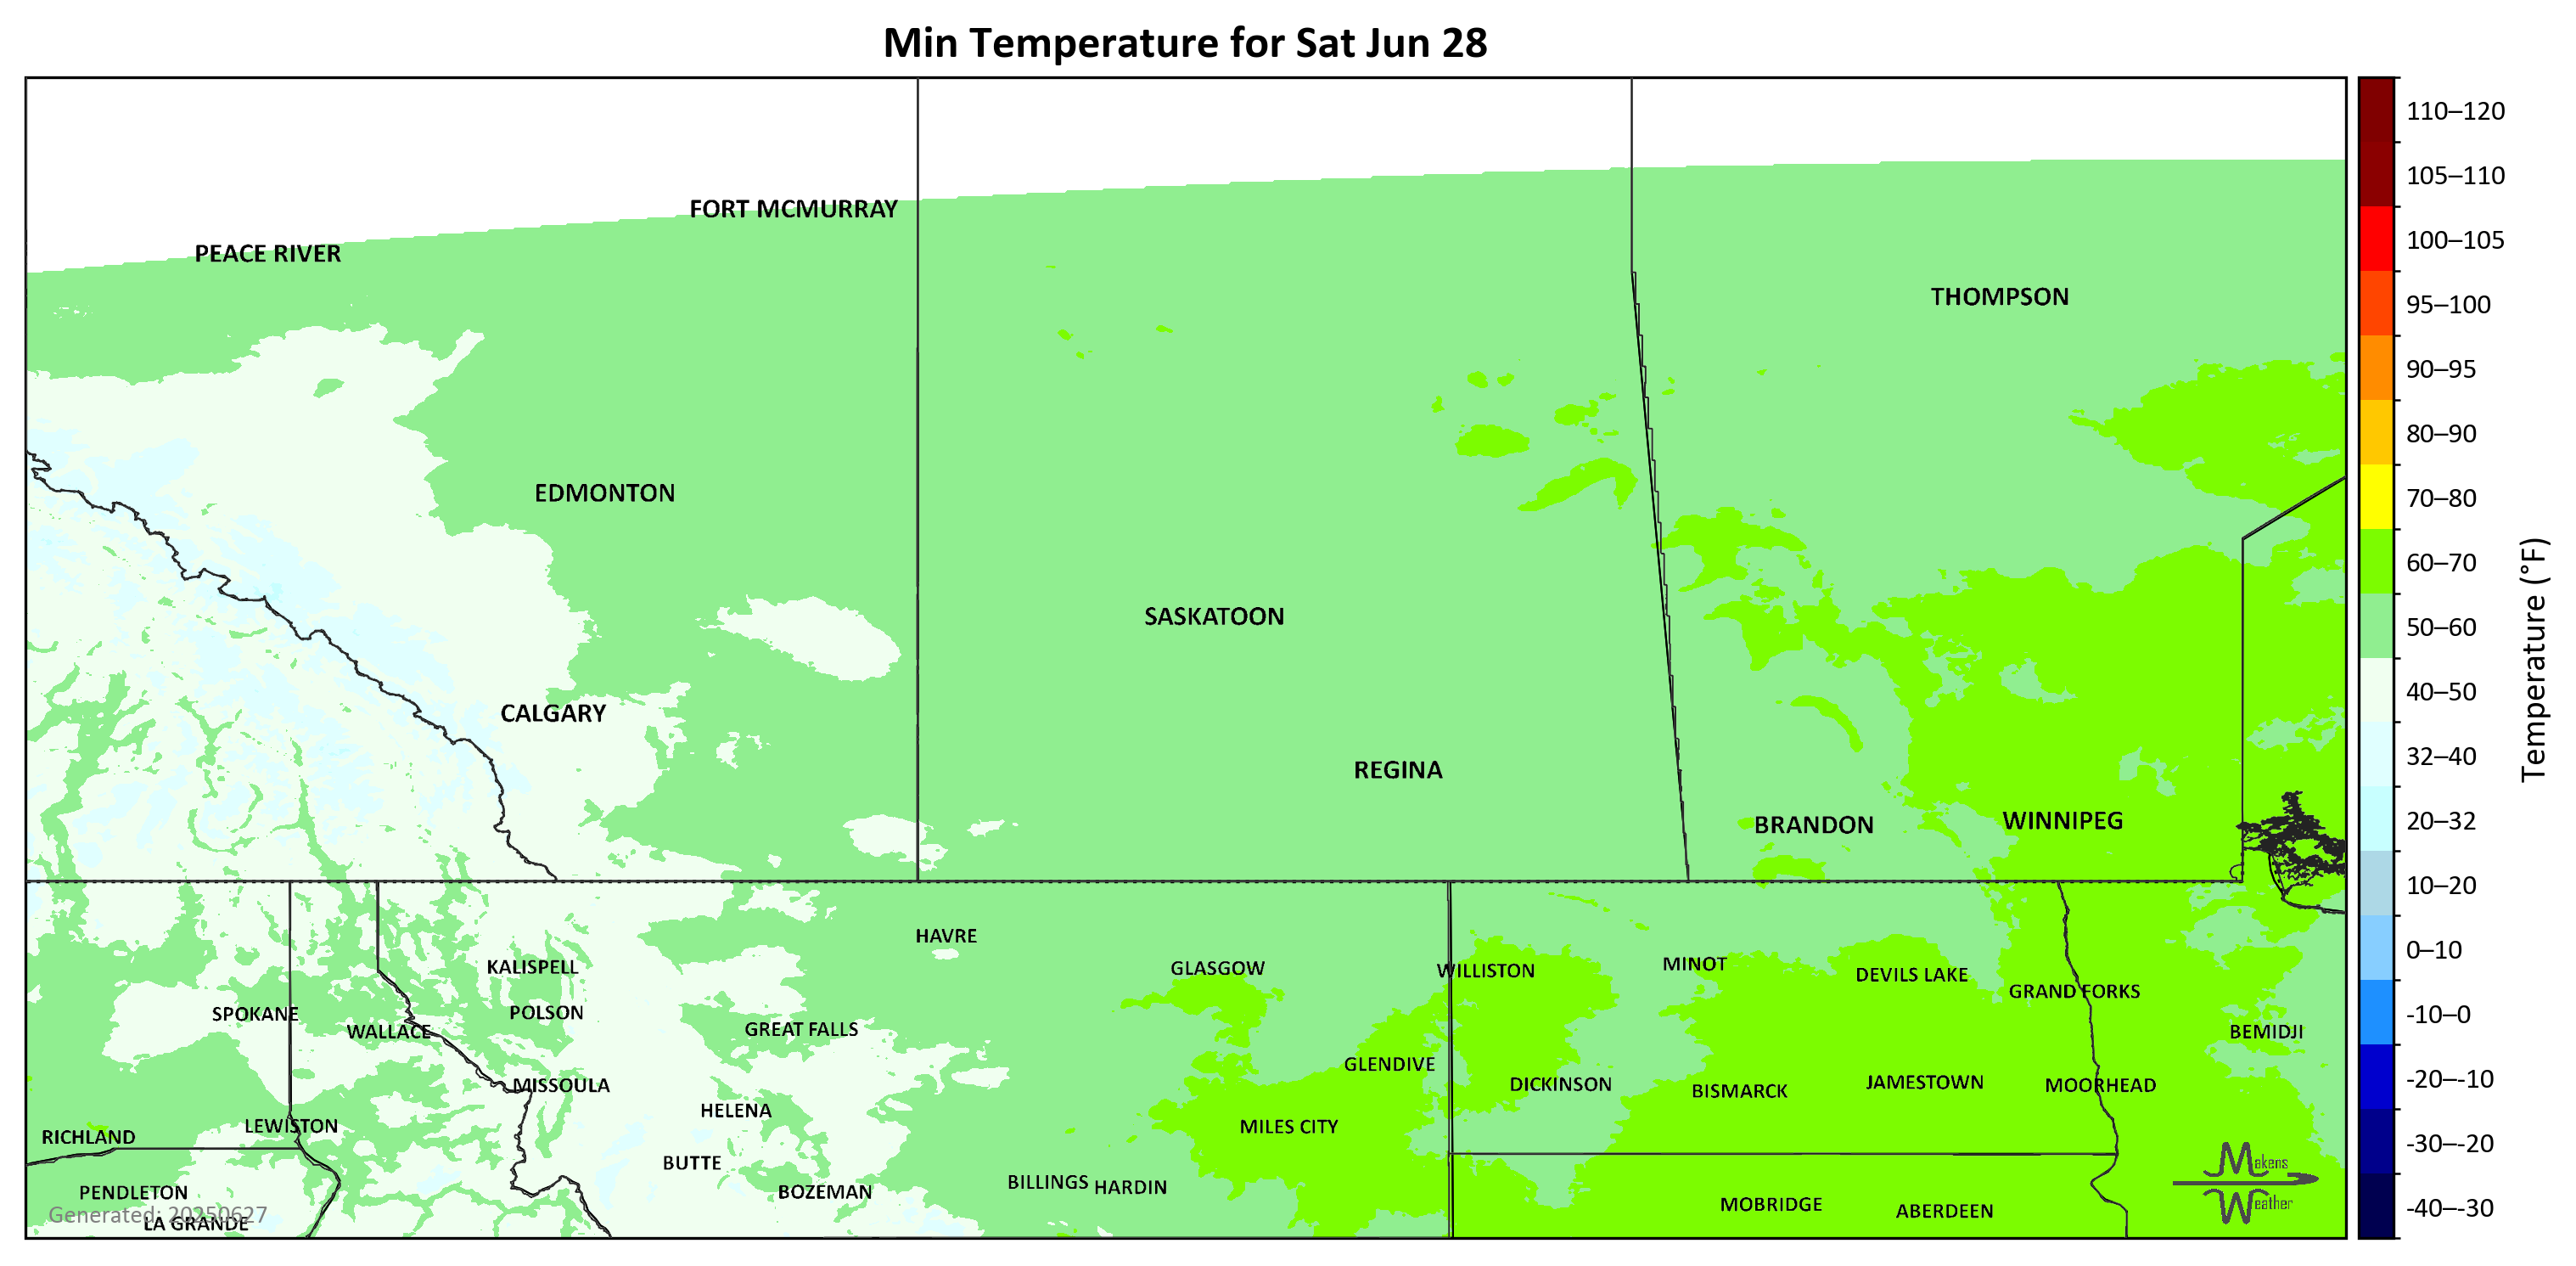 Min Temperature for Sat Jun 28
110–120
105–110
FORT MCMURRAY
100–105
PEACE RIVER
THOMPSON
95–100
90–95
80–90
EDMONTON
70–80
60–70
SASKATOON
50–60
Temperature (°F)
40–50
CALGARY
32–40
REGINA
20–32
BRANDON
WINNIPEG
10–20
HAVRE
0–10
KALISPELL
GLASGOW
WILLISTON
MINOT
DEVILS LAKE
GRAND FORKS
-10–0
SPOKANE
POLSON
WALLACE
GREAT FALLS
BEMIDJI
GLENDIVE
-20–-10
MISSOULA
DICKINSON
BISMARCK
JAMESTOWN
MOORHEAD
HELENA
LEWISTON
MILES CITY
RICHLAND
-30–-20
BUTTE
Makens
Weather
PENDLETON
BOZEMAN
BILLINGS
HARDIN
MOBRIDGE
ABERDEEN
-40–-30
Generated: 20250627
LA GRANDE